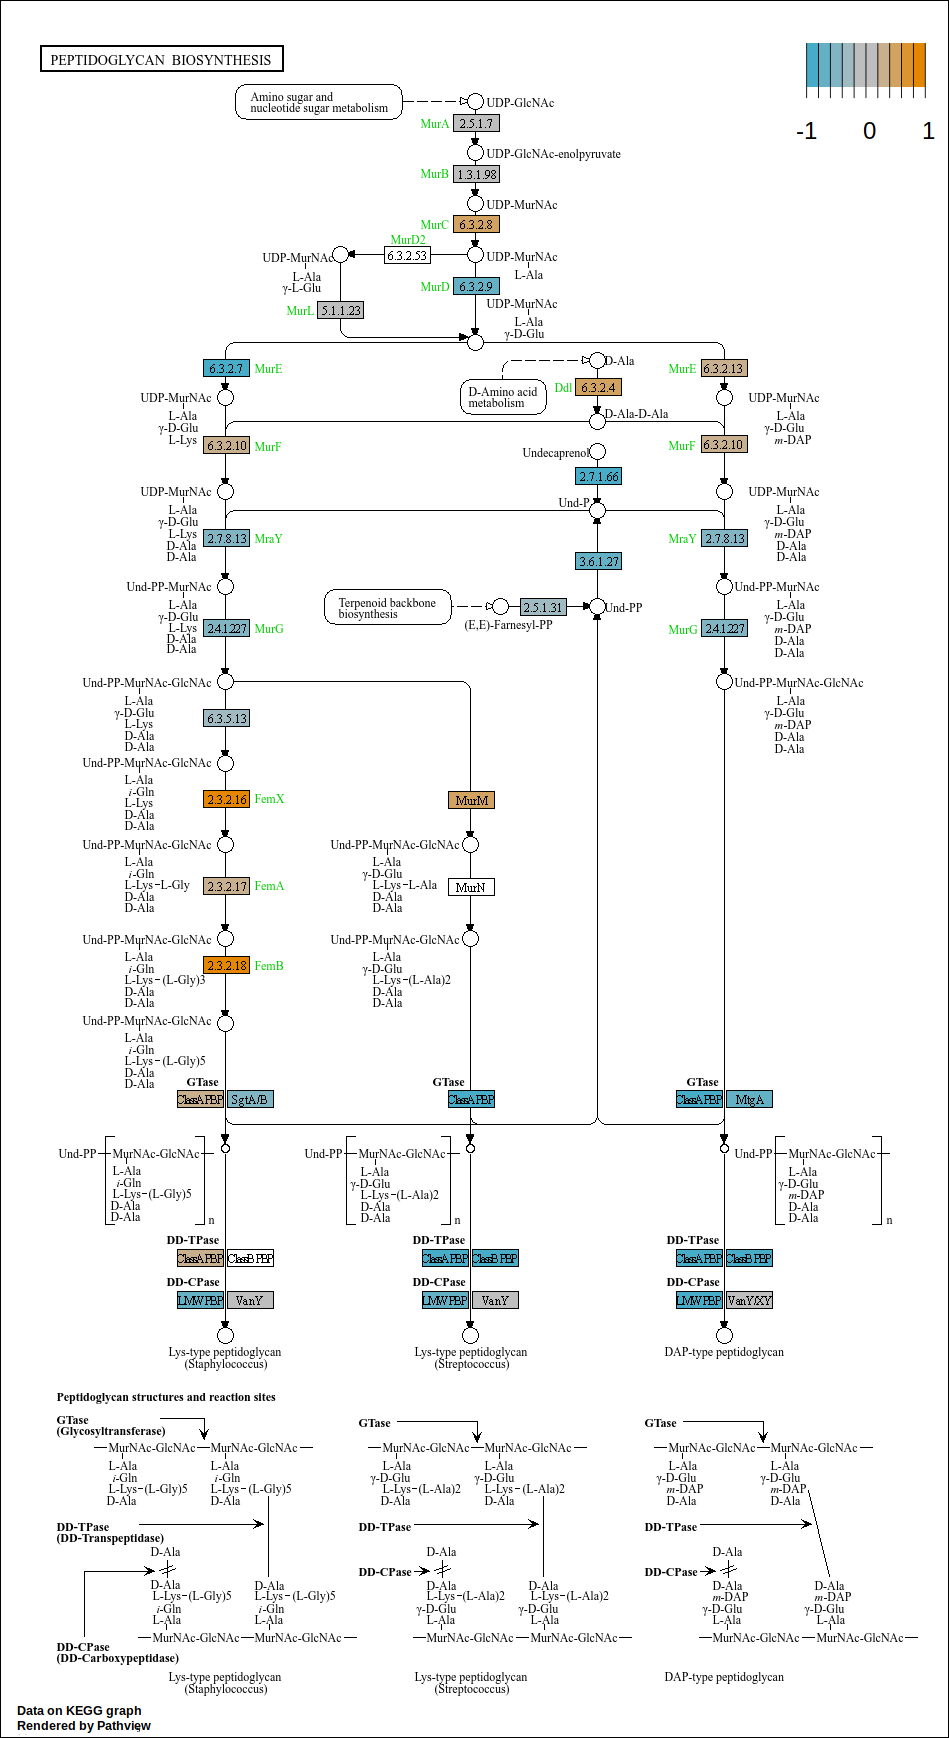 PEPTIDOGLYCAN BIOSYNTHESIS
-1 0 1
Amino sugar and
nucleotide sugar metabolism
UDP-GlcNAc
MurA 2.5.1.7
UDP-GlcNAc-enolpyruvate
MurB 1.3.1.98
UDP-MurNAc
MurC 6.3.2.8
MurD2
6.3.2.53
UDP-MurNAc
L-Ala
γ-L-Glu
UDP-MurNAc
L-Ala
MurD 6.3.2.9
MurL 5.1.1.23
UDP-MurNAc
L-Ala
γ-D-Glu
6.3.2.7 MurE
D-Ala
D-Amino acid
metabolism
Ddl 6.3.2.4
D-Ala-D-Ala
MurE 6.3.2.13
UDP-MurNAc
L-Ala
γ-D-Glu
L-Lys
UDP-MurNAc
L-Ala
γ-D-Glu
m-DAP
6.3.2.10 MurF
MurF 6.3.2.10
Undecaprenol
2.7.1.66
Und-P
UDP-MurNAc
L-Ala
γ-D-Glu
L-Lys
D-Ala
D-Ala
UDP-MurNAc
L-Ala
γ-D-Glu
m-DAP
D-Ala
D-Ala
2.7.8.13 MraY
MraY 2.7.8.13
3.6.1.27
Terpenoid backbone
biosynthesis
2.5.1.31
(E,E)-Farnesyl-PP
Und-PP
Und-PP-MurNAc
L-Ala
γ-D-Glu
L-Lys
D-Ala
D-Ala
Und-PP-MurNAc
L-Ala
γ-D-Glu
m-DAP
D-Ala
D-Ala
2.4.1.227 MurG
MurG 2.4.1.227
Und-PP-MurNAc-GlcNAc
L-Ala
γ-D-Glu
L-Lys
D-Ala
D-Ala
Und-PP-MurNAc-GlcNAc
L-Ala
γ-D-Glu
m-DAP
D-Ala
D-Ala
6.3.5.13
Und-PP-MurNAc-GlcNAc
L-Ala
i-Gln
L-Lys
D-Ala
D-Ala
2.3.2.16 FemX
MurM
Und-PP-MurNAc-GlcNAc
L-Ala
i-Gln
L-Lys-L-Gly
D-Ala
D-Ala
2.3.2.17 FemA
Und-PP-MurNAc-GlcNAc
L-Ala
γ-D-Glu
L-Lys-L-Ala
D-Ala
D-Ala
MurN
Und-PP-MurNAc-GlcNAc
L-Ala
i-Gln
L-Lys-(L-Gly)3
D-Ala
D-Ala
2.3.2.18 FemB
Und-PP-MurNAc-GlcNAc
L-Ala
γ-D-Glu
L-Lys-(L-Ala)2
D-Ala
D-Ala
Und-PP-MurNAc-GlcNAc
L-Ala
i-Gln
L-Lys-(L-Gly)5
D-Ala
D-Ala
GTase
ClassA PBP SgtA/B
GTase
ClassA PBP
GTase
ClassA PBP MtgA
Und-PP MurNAc-GlcNAc
L-Ala
i-Gln
L-Lys-(L-Gly)5
D-Ala
D-Ala
n
Und-PP MurNAc-GlcNAc
L-Ala
γ-D-Glu
L-Lys-(L-Ala)2
D-Ala
D-Ala
n
Und-PP MurNAc-GlcNAc
L-Ala
γ-D-Glu
m-DAP
D-Ala
D-Ala
n
DD-TPase
ClassA PBP ClassB PBP
DD-CPase
LMW PBP VanY
DD-TPase
ClassA PBP ClassB PBP
DD-CPase
LMW PBP VanY
DD-TPase
ClassA PBP ClassB PBP
DD-CPase
LMW PBP VanY/XY
Lys-type peptidoglycan
(Staphylococcus)
Lys-type peptidoglycan
(Streptococcus)
DAP-type peptidoglycan
Peptidoglycan structures and reaction sites
GTase
(Glycosyltransferase)
MurNAc-GlcNAc MurNAc-GlcNAc
L-Ala L-Ala
i-Gln i-Gln
L-Lys-(L-Gly)5 L-Lys-(L-Gly)5
D-Ala D-Ala
DD-TPase
(DD-Transpeptidase)
D-Ala
D-Ala D-Ala
L-Lys-(L-Gly)5 L-Lys-(L-Gly)5
i-Gln i-Gln
L-Ala L-Ala
MurNAc-GlcNAc MurNAc-GlcNAc
DD-CPase
(DD-Carboxypeptidase)
Lys-type peptidoglycan
(Staphylococcus)
GTase
MurNAc-GlcNAc MurNAc-GlcNAc
L-Ala L-Ala
γ-D-Glu γ-D-Glu
L-Lys-(L-Ala)2 L-Lys-(L-Ala)2
D-Ala D-Ala
DD-TPase
D-Ala
DD-CPase
D-Ala D-Ala
L-Lys-(L-Ala)2 L-Lys-(L-Ala)2
γ-D-Glu γ-D-Glu
L-Ala L-Ala
MurNAc-GlcNAc MurNAc-GlcNAc
Lys-type peptidoglycan
(Streptococcus)
GTase
MurNAc-GlcNAc MurNAc-GlcNAc
L-Ala L-Ala
γ-D-Glu γ-D-Glu
m-DAP m-DAP
D-Ala D-Ala
DD-TPase
D-Ala
DD-CPase
D-Ala D-Ala
m-DAP m-DAP
γ-D-Glu γ-D-Glu
L-Ala L-Ala
MurNAc-GlcNAc MurNAc-GlcNAc
DAP-type peptidoglycan
Data on KEGG graph
Rendered by Pathview